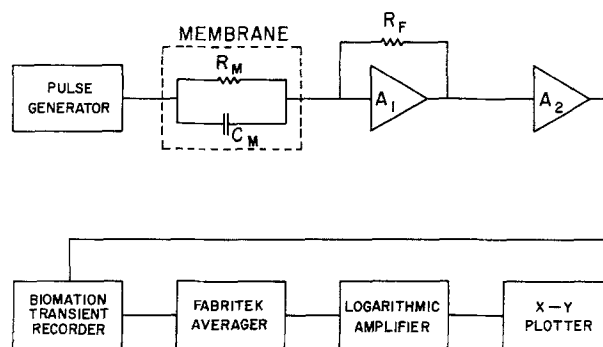 MEMBRANE
R_M
C_M
PULSE
GENERATOR
R_F
A_1
A_2
BIOMATION
TRANSIENT
RECORDER
FABRITEK
AVERAGER
LOGARITHMIC
AMPLIFIER
X–Y
PLOTTER